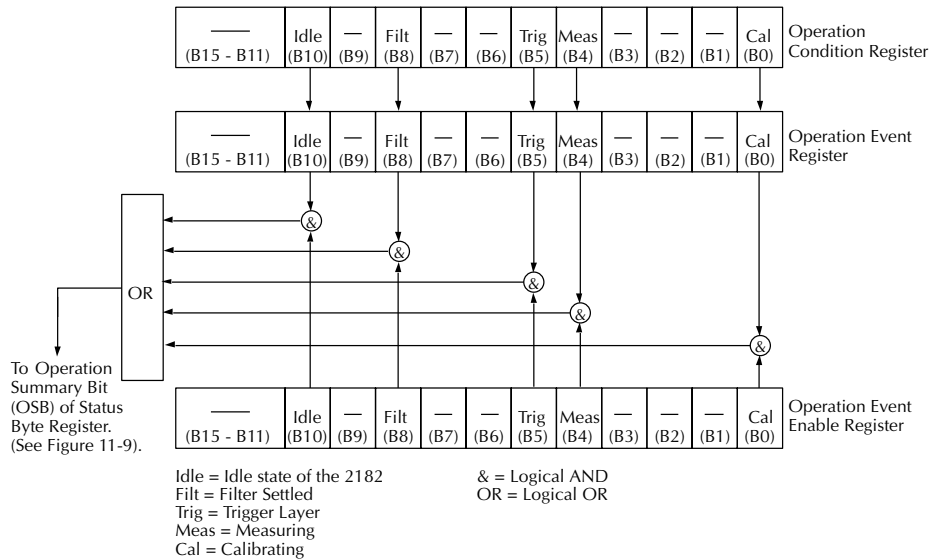 —— Idle — Filt — — Trig Meas — — — Cal Operation
(B15 - B11) (B10) (B9) (B8) (B7) (B6) (B5) (B4) (B3) (B2) (B1) (B0) Condition Register
—— Idle — Filt — — Trig Meas — — — Cal Operation Event
(B15 - B11) (B10) (B9) (B8) (B7) (B6) (B5) (B4) (B3) (B2) (B1) (B0) Register
&
&
&
&
&
OR
To Operation
Summary Bit
(OSB) of Status
Byte Register.
(See Figure 11-9).
—— Idle — Filt — — Trig Meas — — — Cal Operation Event
(B15 - B11) (B10) (B9) (B8) (B7) (B6) (B5) (B4) (B3) (B2) (B1) (B0) Enable Register
Idle = Idle state of the 2182
Filt = Filter Settled
Trig = Trigger Layer
Meas = Measuring
Cal = Calibrating
& = Logical AND
OR = Logical OR